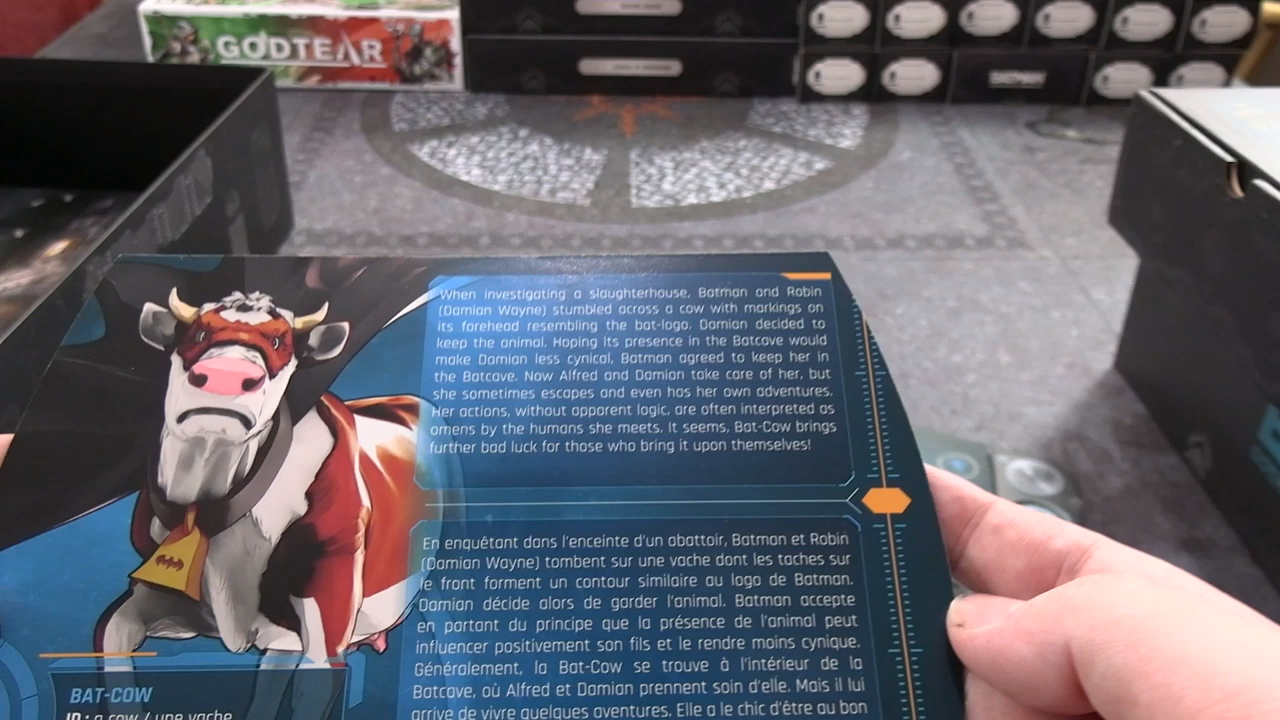 GODTEAR
BATMAN
When investigating a slaughterhouse, Batman and Robin
(Damian Wayne) stumbled across a cow with markings on
its forehead resembling the bat-logo. Damian decided to
keep the animal. Hoping its presence in the Batcave would
make Damian less cynical, Batman agreed to keep her in
the Batcave. Now Alfred and Damian take care of her, but
she sometimes escapes and even has her own adventures.
Her actions, without apparent logic, are often interpreted as
omens by the humans she meets. It seems, Bat-Cow brings
further bad luck for those who bring it upon themselves!
En enquêtant dans l'enceinte d'un abattoir, Batman et Robin
(Damian Wayne) tombent sur une vache dont les taches sur
le front forment un contour similaire au logo de Batman.
Damian décide alors de garder l'animal. Batman accepte
en partant du principe que la présence de l'animal peut
influencer positivement son fils et le rendre moins cynique.
Généralement, la Bat-Cow se trouve à l'intérieur de la
Batcave, où Alfred et Damian prennent soin d'elle. Mais il lui
arrive de vivre quelques aventures. Elle a le chic d'être au bon
BAT-COW
ID : a cow / une vache